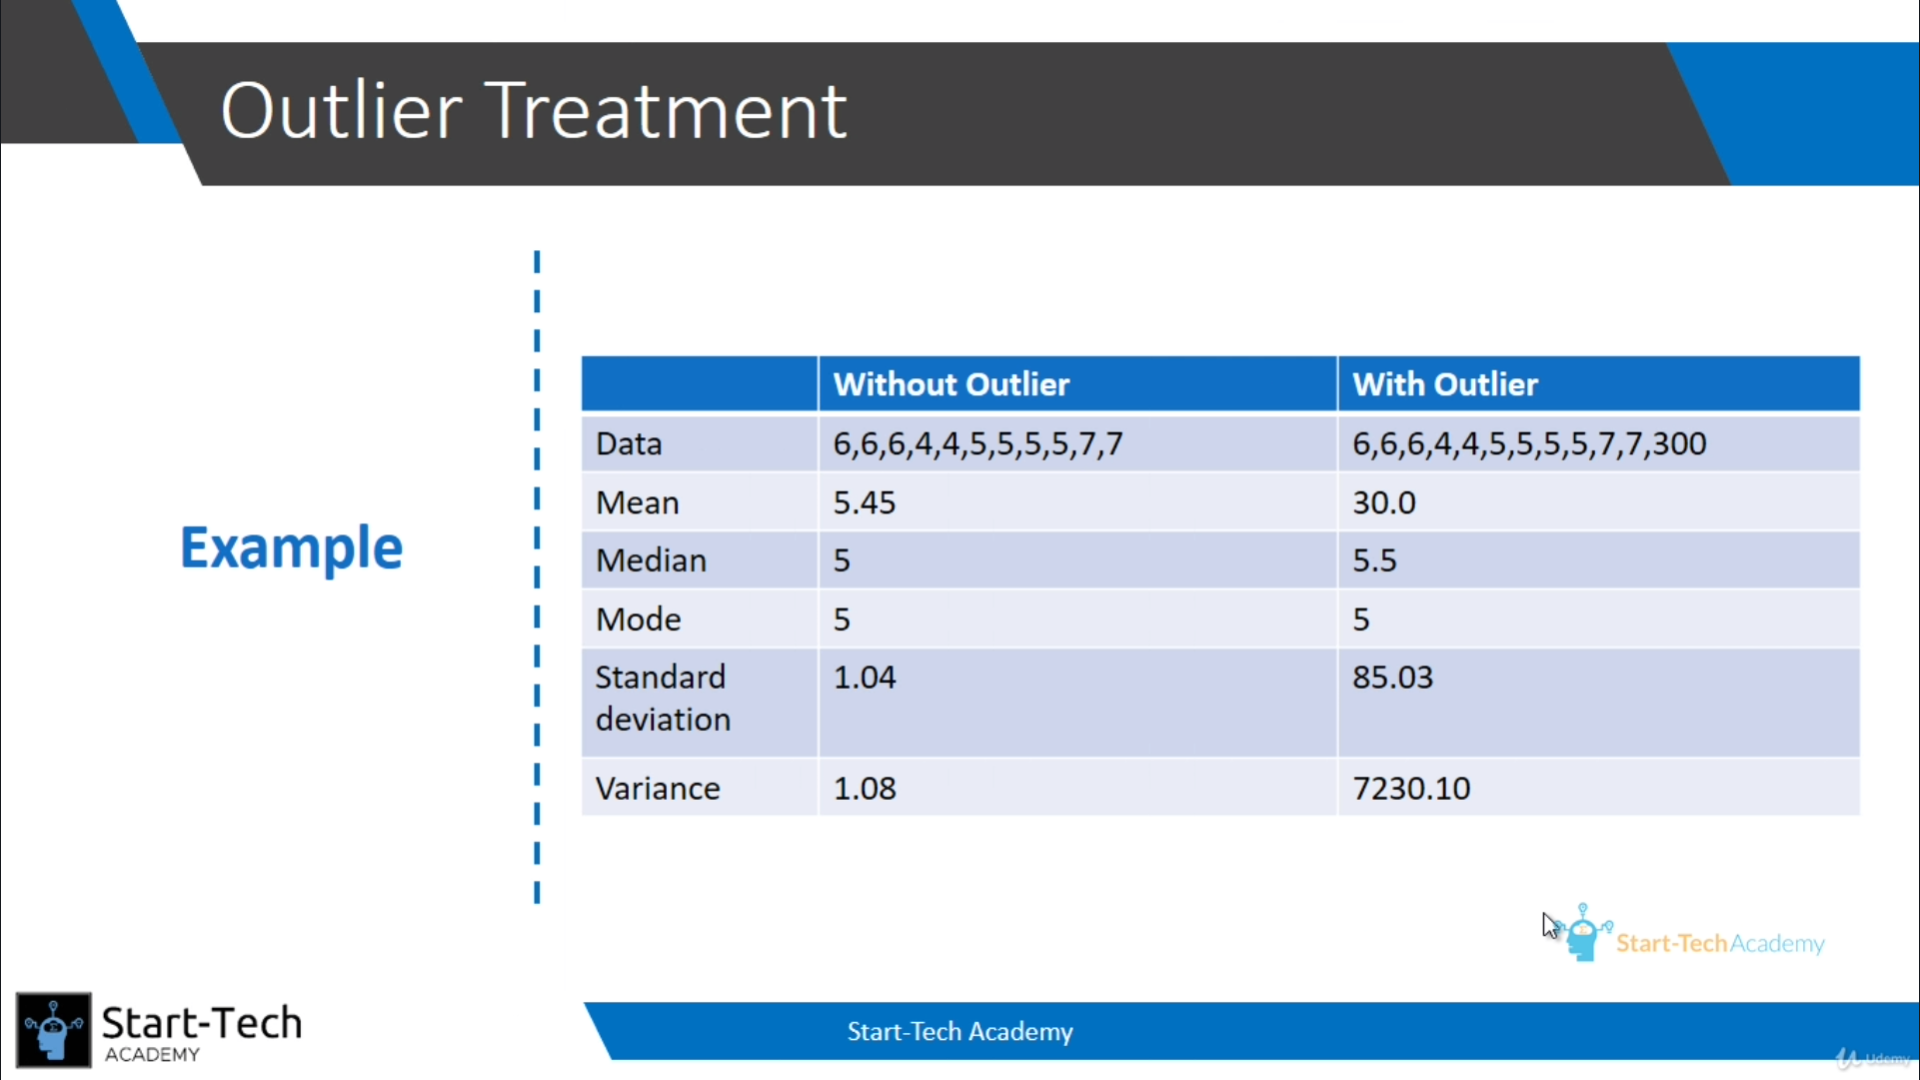 Outlier Treatment
Example
Without Outlier With Outlier
Data 6,6,6,4,4,5,5,5,5,7,7 6,6,6,4,4,5,5,5,5,7,7,300
Mean 5.45 30.0
Median 5 5.5
Mode 5 5
Standard deviation 1.04 85.03
Variance 1.08 7230.10
Start-Tech Academy
Start-Tech
ACADEMY
Start-Tech Academy
Udemy